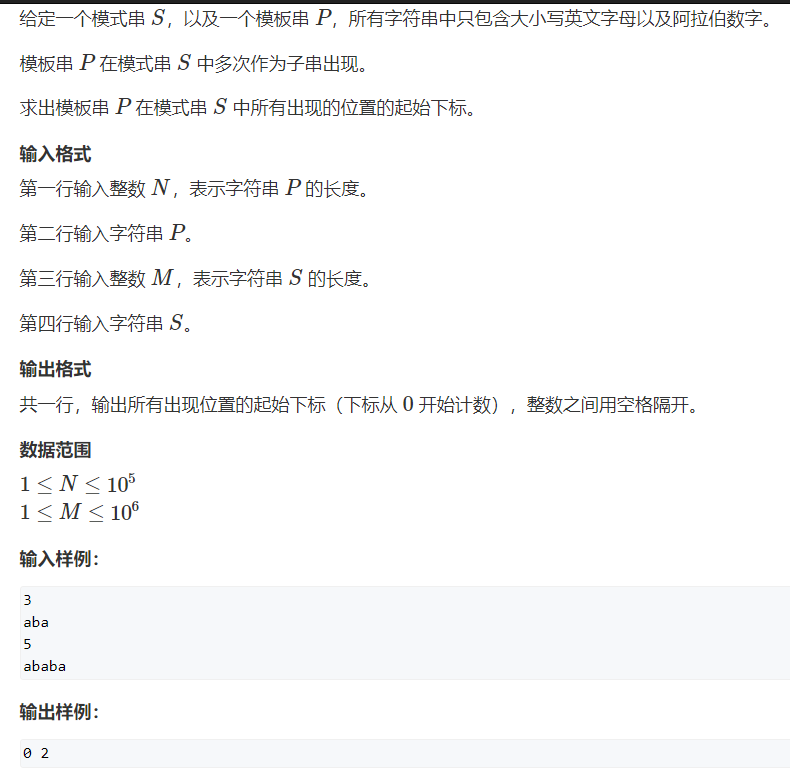 给定一个模式串 S，以及一个模板串 P，所有字符串中只包含大小写英文字母以及阿拉伯数字。
模板串 P 在模式串 S 中多次作为子串出现。
求出模板串 P 在模式串 S 中所有出现的位置的起始下标。
输入格式
第一行输入整数 N，表示字符串 P 的长度。
第二行输入字符串 P。
第三行输入整数 M，表示字符串 S 的长度。
第四行输入字符串 S。
输出格式
共一行，输出所有出现位置的起始下标（下标从 0 开始计数），整数之间用空格隔开。
数据范围
1 ≤ N ≤ 10⁵
1 ≤ M ≤ 10⁶
输入样例：
3
aba
5
ababa
输出样例：
0 2